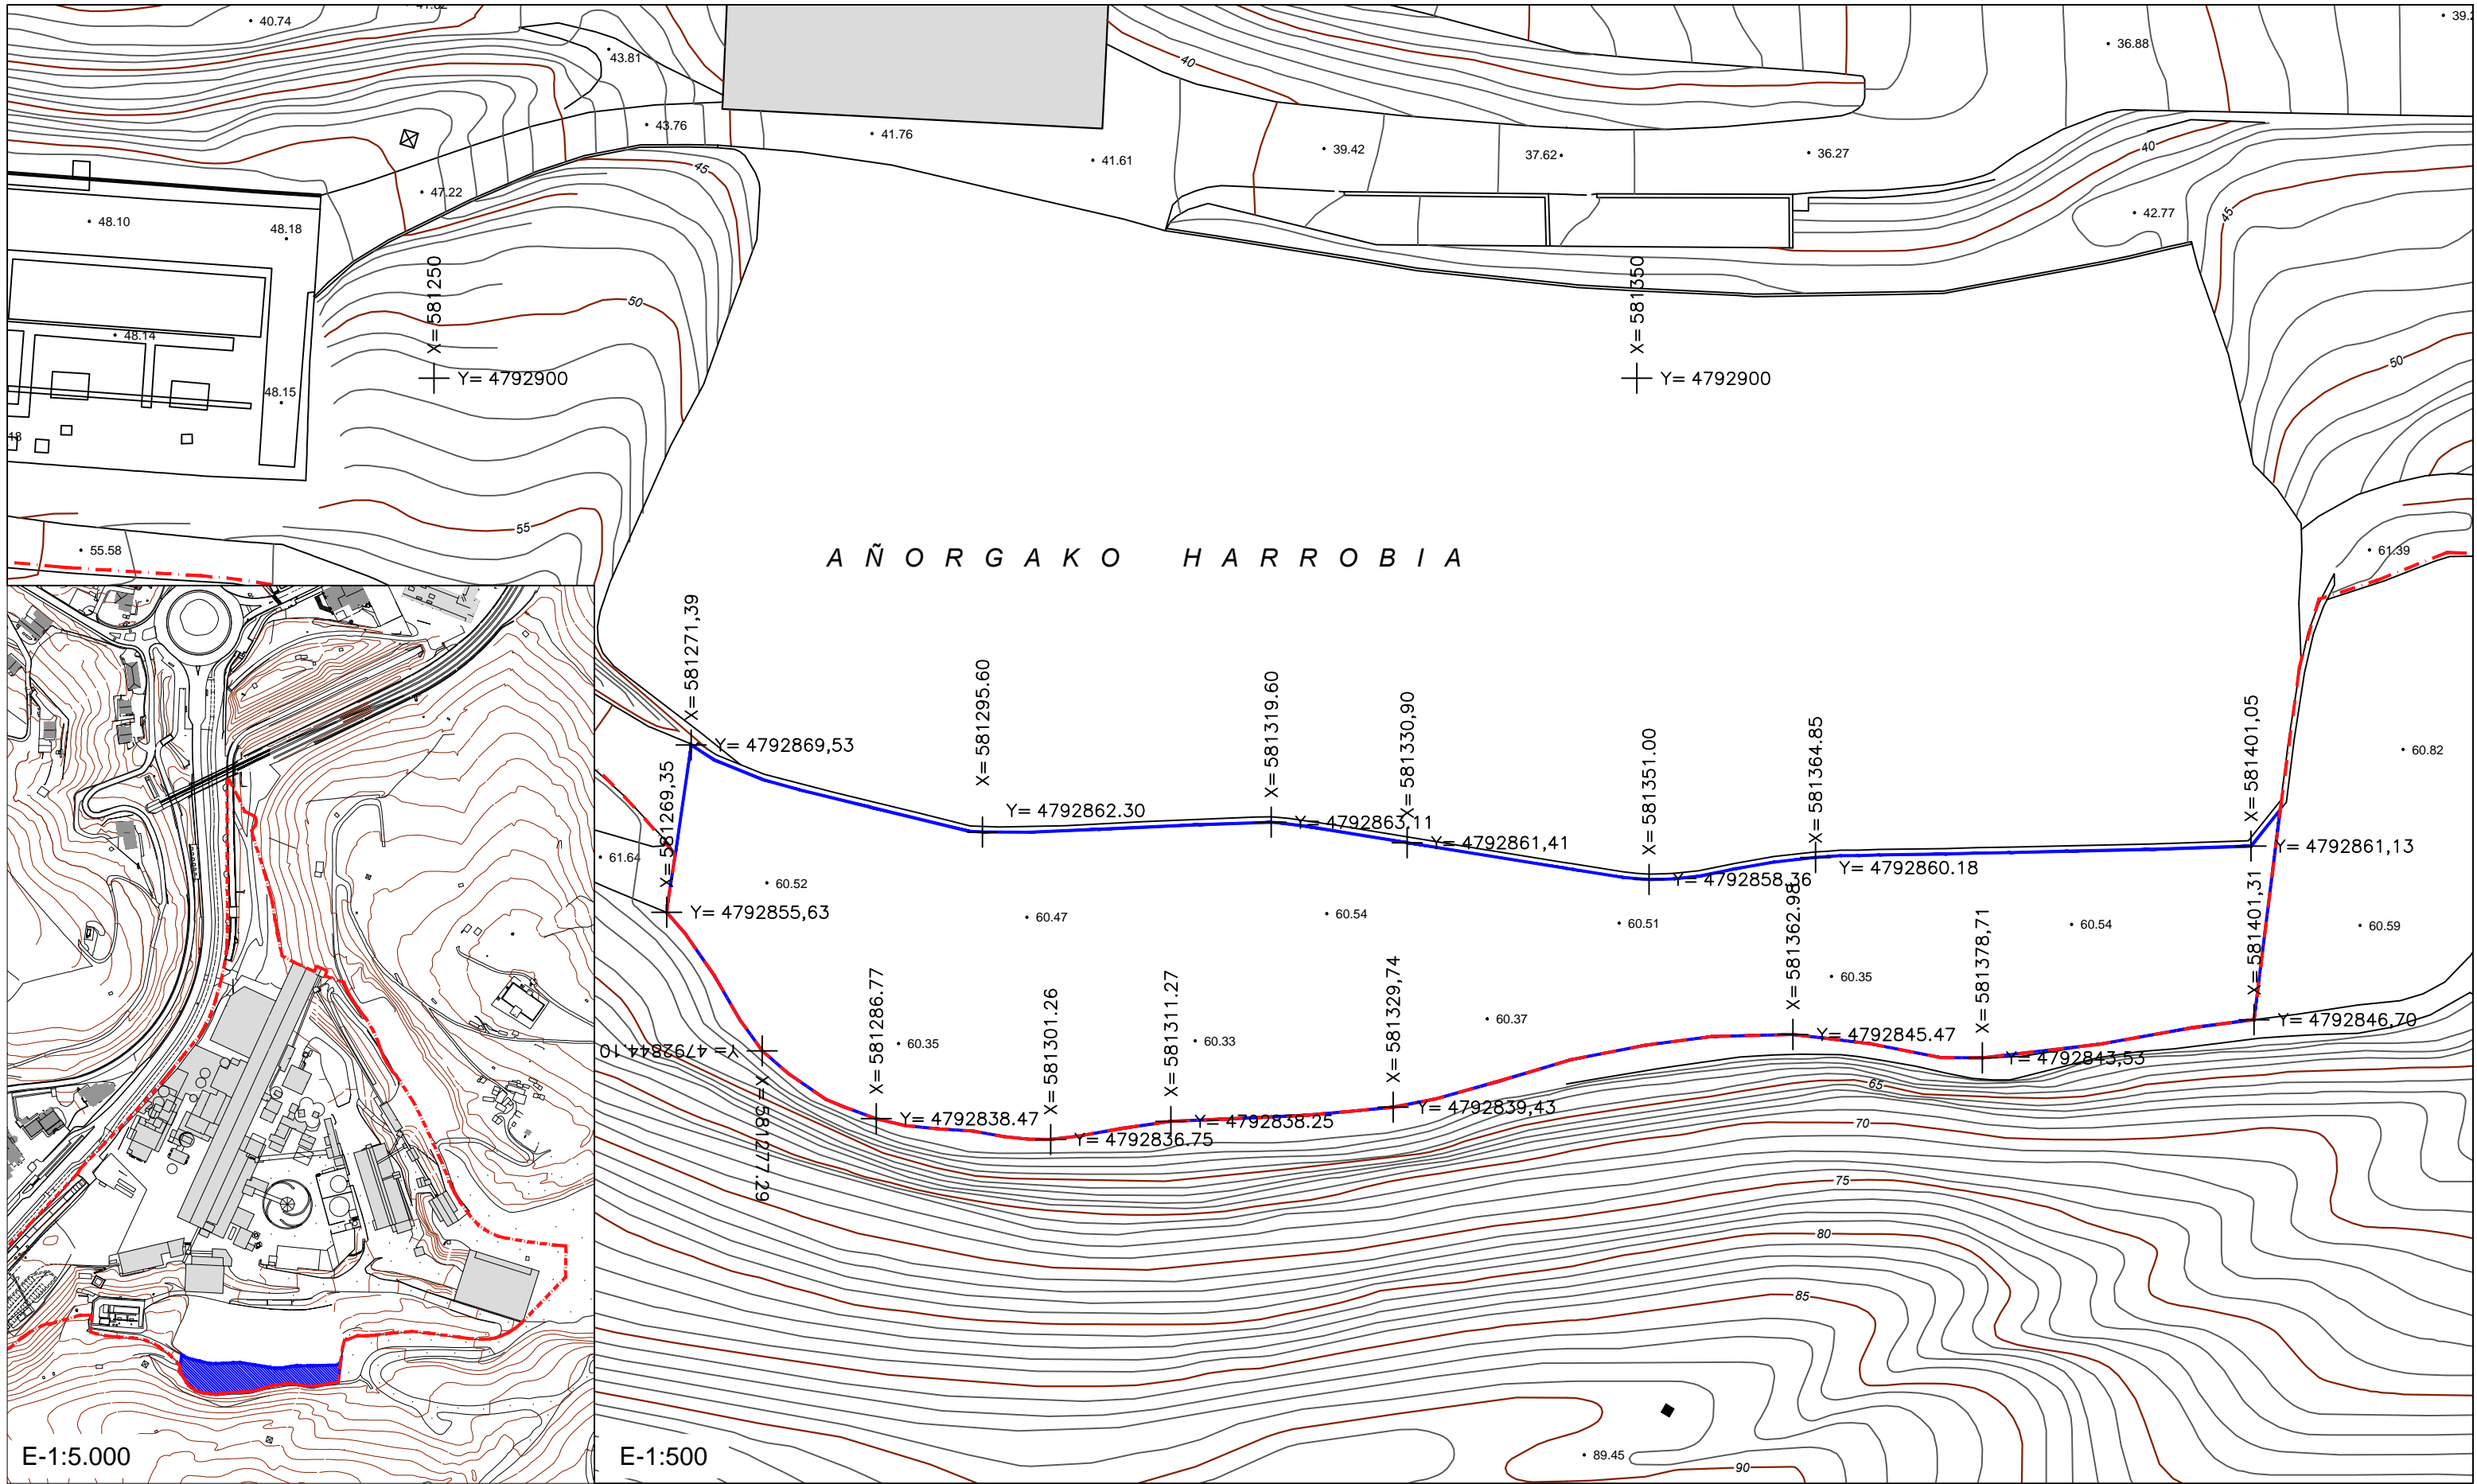 40.74
43.81
36.88
40
43.76
41.76
41.61
39.42
37.62
36.27
40
45
47.22
48.10
48.18
42.77
45
X= 581250
X= 581350
50
48.14
Y= 4792900
Y= 4792900
50
48.15
55
AÑORGAKO HARROBIA
55.58
61.39
X= 581271,39
X= 581295.60
X= 581319.60
X= 581330,90
X= 581351.00
X= 581364.85
X= 581401,05
Y= 4792869,53
60.82
X= 581269,35
Y= 4792862.30
Y= 4792863,11
Y= 4792861,41
Y= 4792861,13
61.64
Y= 4792860.18
Y= 4792858,36
60.52
Y= 4792855,63
60.47
60.54
60.51
X= 581362.98
60.54
X= 581401,31
60.59
X= 581286.77
X= 581301.26
X= 581311.27
X= 581329,74
60.35
X= 581378,71
60.37
Y= 4792846,70
Y= 4792844.10
60.35
60.33
Y= 4792845.47
Y= 4792843,53
X= 581277.29
65
Y= 4792838.47
Y= 4792836.75
Y= 4792838.25
Y= 4792839,43
70
75
80
85
89.45
90
E-1:5.000
E-1:500